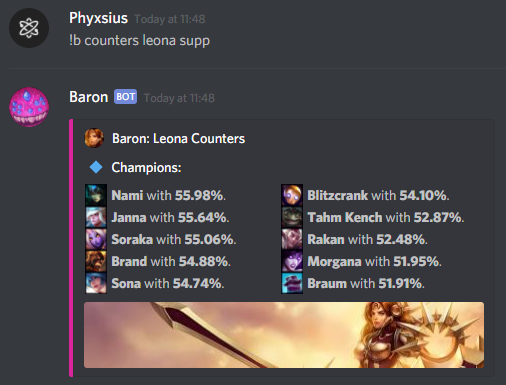 Phyxsius Today at 11:48
!b counters leona supp
Baron BOT Today at 11:48
Baron: Leona Counters
Champions:
Nami with 55.98%.
Janna with 55.64%.
Soraka with 55.06%.
Brand with 54.88%.
Sona with 54.74%.
Blitzcrank with 54.10%.
Tahm Kench with 52.87%.
Rakan with 52.48%.
Morgana with 51.95%.
Braum with 51.91%.